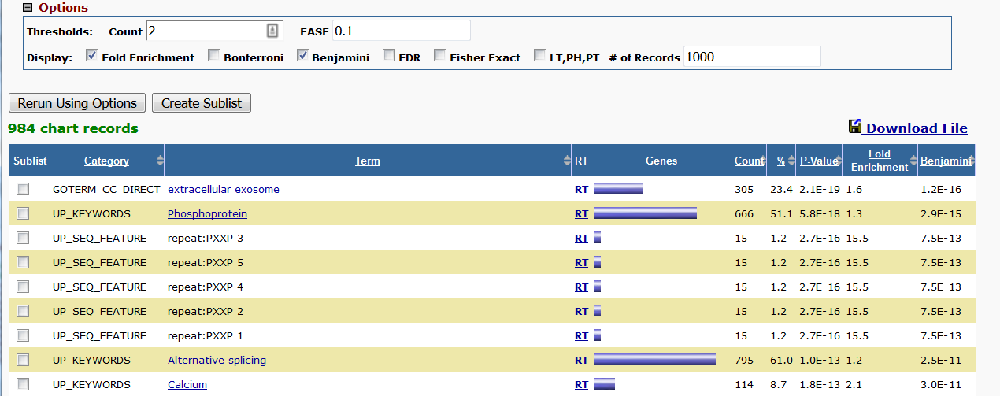 Options
Thresholds: Count 2 EASE 0.1
Display: Fold Enrichment Bonferroni Benjamini FDR Fisher Exact LT,PH,PT # of Records 1000
Rerun Using Options Create Sublist
984 chart records Download File
Sublist Category Term RT Genes Count % P-Value Fold Enrichment Benjamini
GOTERM_CC_DIRECT extracellular exosome RT 305 23.4 2.1E-19 1.6 1.2E-16
UP_KEYWORDS Phosphoprotein RT 666 51.1 5.8E-18 1.3 2.9E-15
UP_SEQ_FEATURE repeat:PXXP 3 RT 15 1.2 2.7E-16 15.5 7.5E-13
UP_SEQ_FEATURE repeat:PXXP 5 RT 15 1.2 2.7E-16 15.5 7.5E-13
UP_SEQ_FEATURE repeat:PXXP 4 RT 15 1.2 2.7E-16 15.5 7.5E-13
UP_SEQ_FEATURE repeat:PXXP 2 RT 15 1.2 2.7E-16 15.5 7.5E-13
UP_SEQ_FEATURE repeat:PXXP 1 RT 15 1.2 2.7E-16 15.5 7.5E-13
UP_KEYWORDS Alternative splicing RT 795 61.0 1.0E-13 1.2 2.5E-11
UP_KEYWORDS Calcium RT 114 8.7 1.8E-13 2.1 3.0E-11